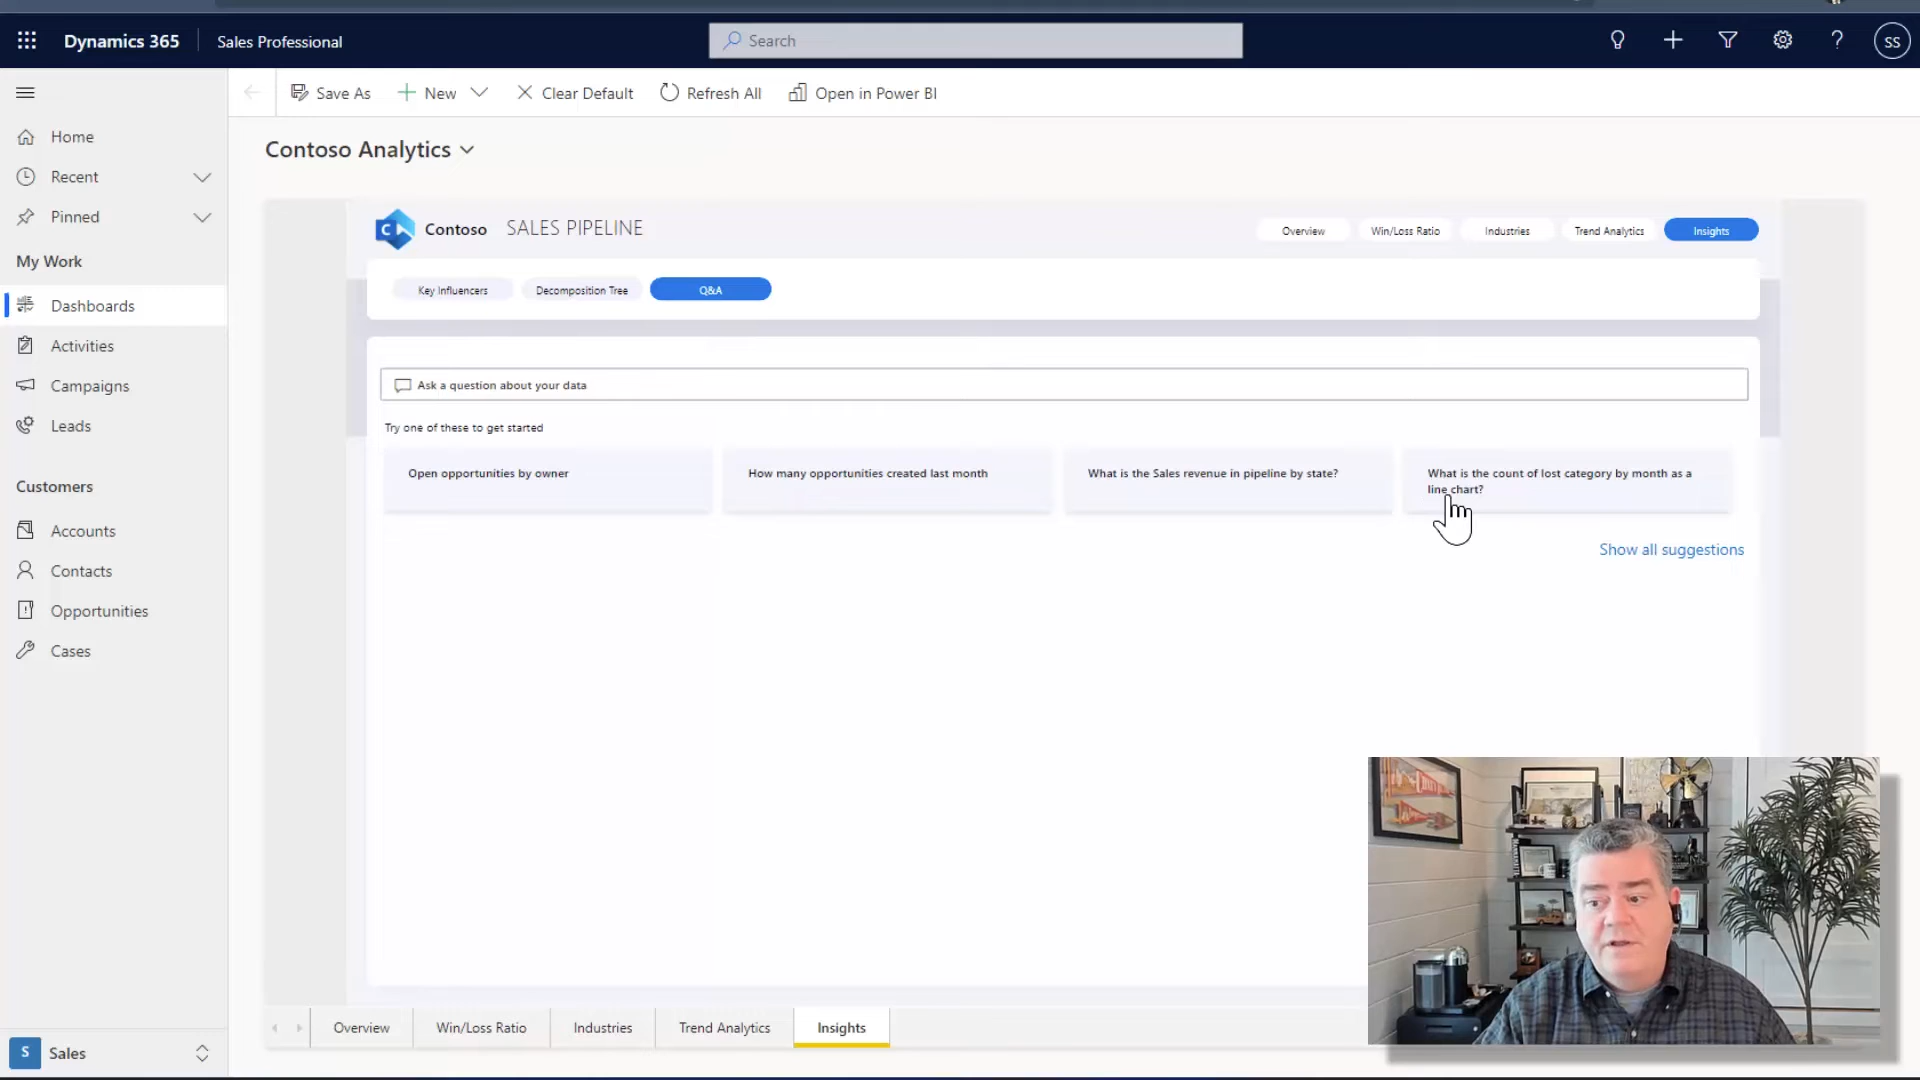 Dynamics 365
Sales Professional
Search
SS
Save As
New
Clear Default
Refresh All
Open in Power BI
Home
Recent
Pinned
My Work
Dashboards
Activities
Campaigns
Leads
Customers
Accounts
Contacts
Opportunities
Cases
S
Sales
Contoso Analytics
C
Contoso
SALES PIPELINE
Overview
Win/Loss Ratio
Industries
Trend Analytics
Insights
Key Influencers
Decomposition Tree
Q&A
Ask a question about your data
Try one of these to get started
Open opportunities by owner
How many opportunities created last month
What is the Sales revenue in pipeline by state?
What is the count of lost category by month as a
line chart?
Show all suggestions
Overview
Win/Loss Ratio
Industries
Trend Analytics
Insights